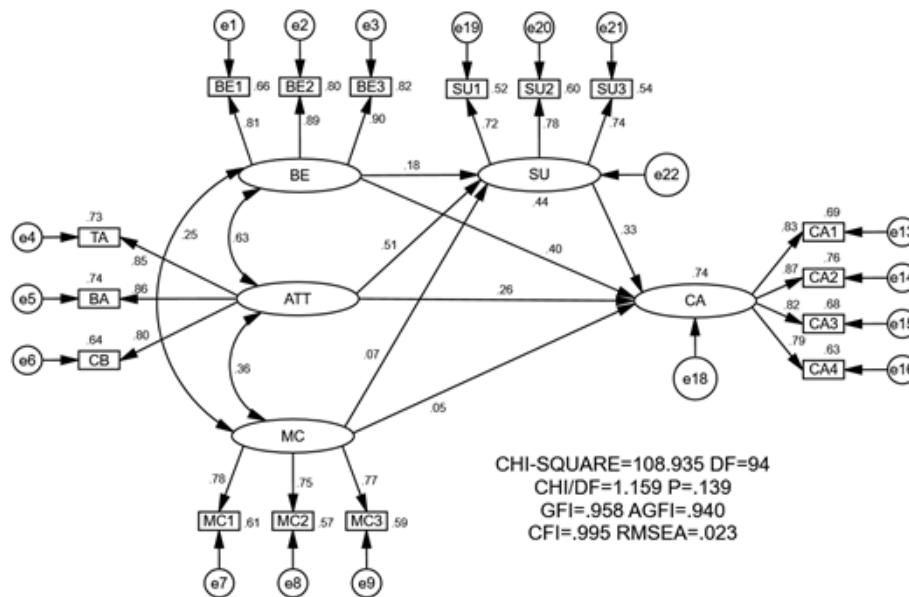 e1 e2 e3 e19 e20 e21
BE1 .66 BE2 .80 BE3 .82 SU1 .52 SU2 .60 SU3 .54
.81 .89 .90 .72 .78 .74
BE .18 SU e22
.44
.73 .25 .63 .51 .40 .33 .69
e4 TA .85 .83 CA1 e13
.74 .74 .76
e5 BA .86 ATT .26 CA .87 CA2 e14
.64 .82 .68
e6 CB .80 CA3 e15
.36 .07 .79 .63
e18 CA4 e16
.05
MC
.78 .75 .77
MC1 .61 MC2 .57 MC3 .59
e7 e8 e9
CHI-SQUARE=108.935 DF=94
CHI/DF=1.159 P=.139
GFI=.958 AGFI=.940
CFI=.995 RMSEA=.023